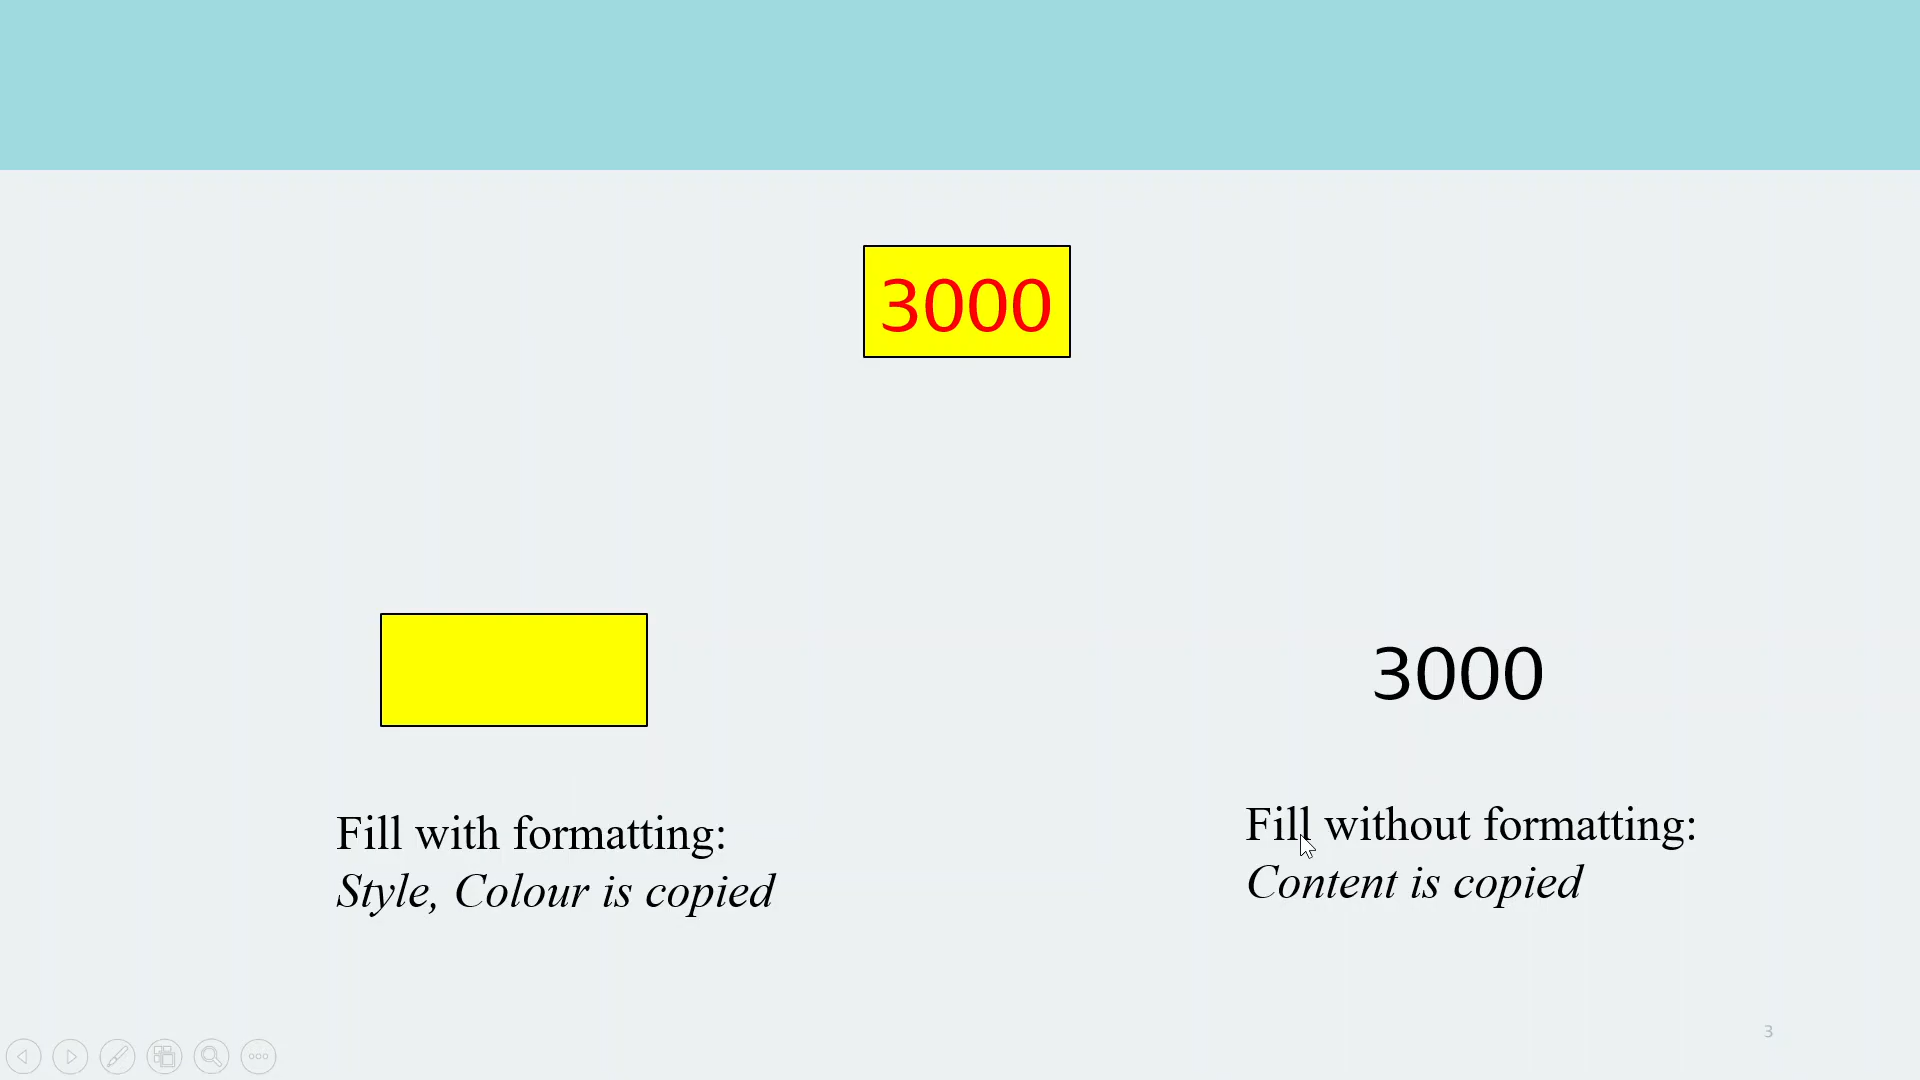 3000
3000
Fill with formatting:
Style, Colour is copied
Fill without formatting:
Content is copied
3